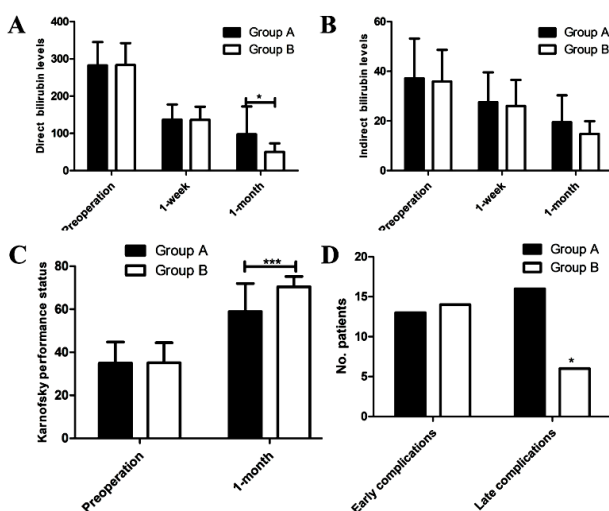 A
Direct bilirubin levels
400
300
200
100
0
Group A
Group B
*
Preoperation
1-week
1-month
B
Indirect bilirubin levels
60
40
20
0
Group A
Group B
Preoperation
1-week
1-month
C
Karnofsky performance status
80
60
40
20
0
Group A
Group B
***
Preoperation
1-month
D
No. patients
20
15
10
5
0
Group A
Group B
*
Early complications
Late complications